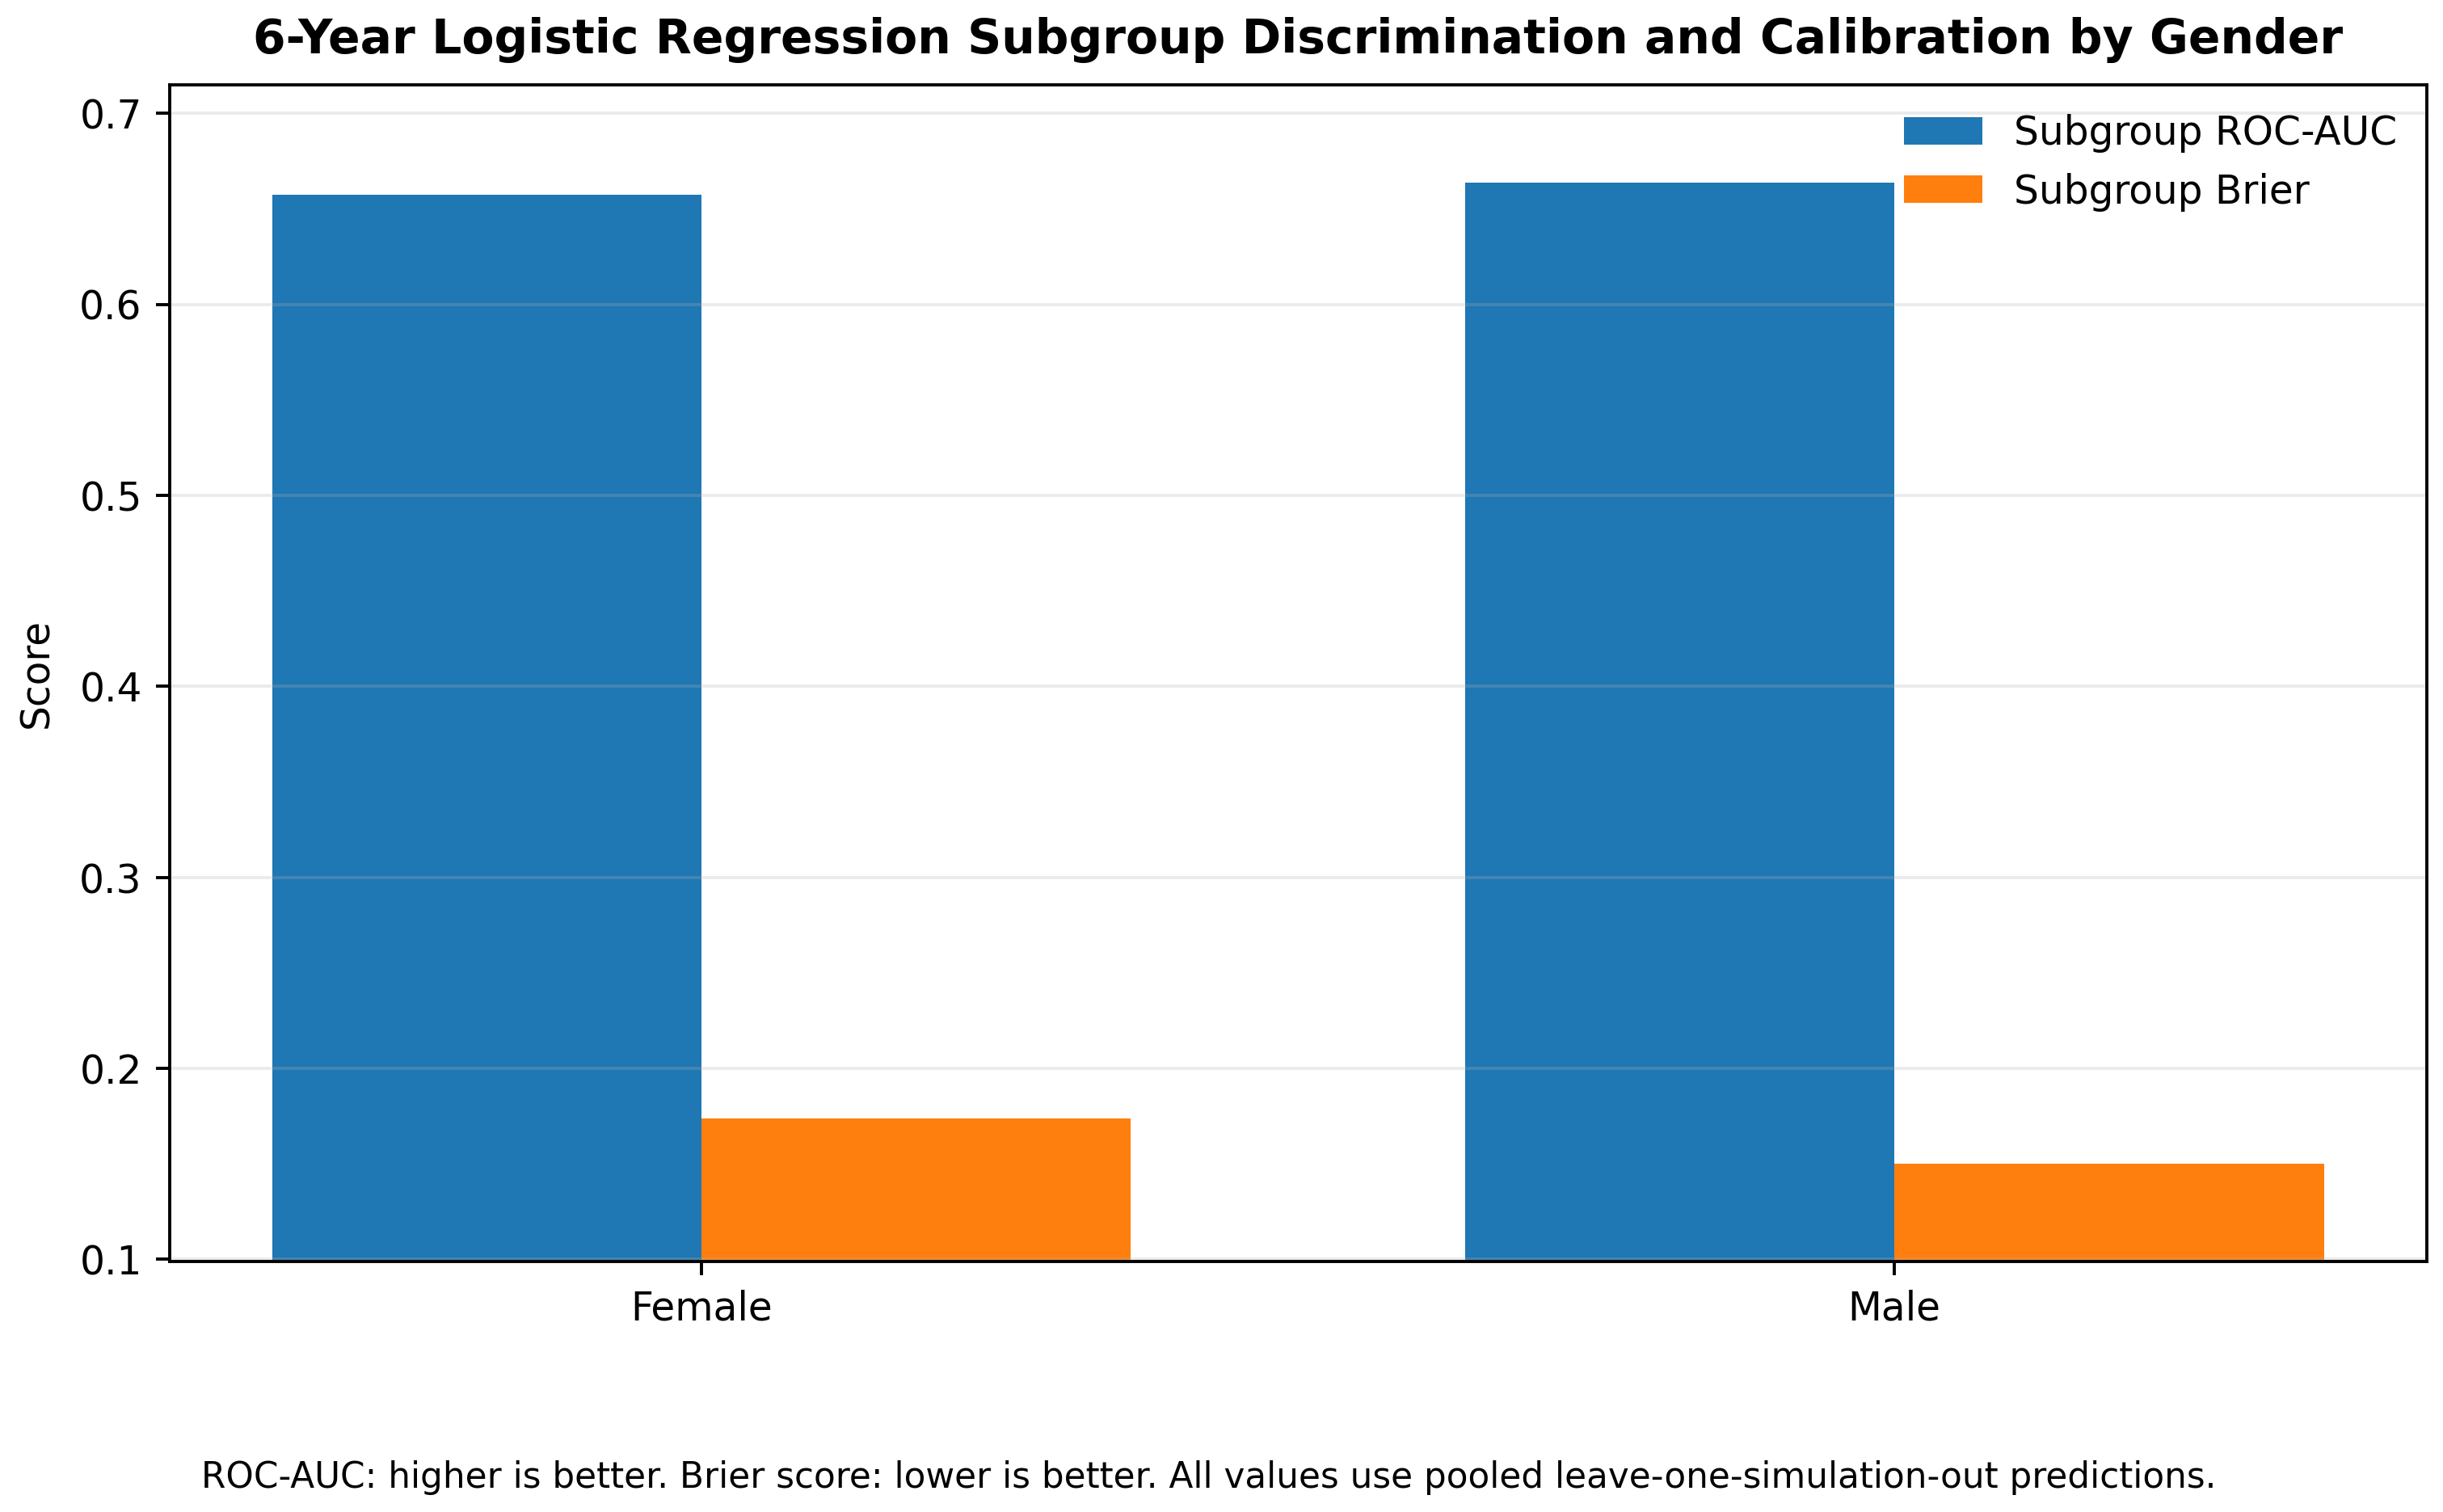 6-Year Logistic Regression Subgroup Discrimination and Calibration by Gender
Subgroup ROC-AUC
Subgroup Brier
Score
0.7
0.6
0.5
0.4
0.3
0.2
0.1
Female
Male
ROC-AUC: higher is better. Brier score: lower is better. All values use pooled leave-one-simulation-out predictions.